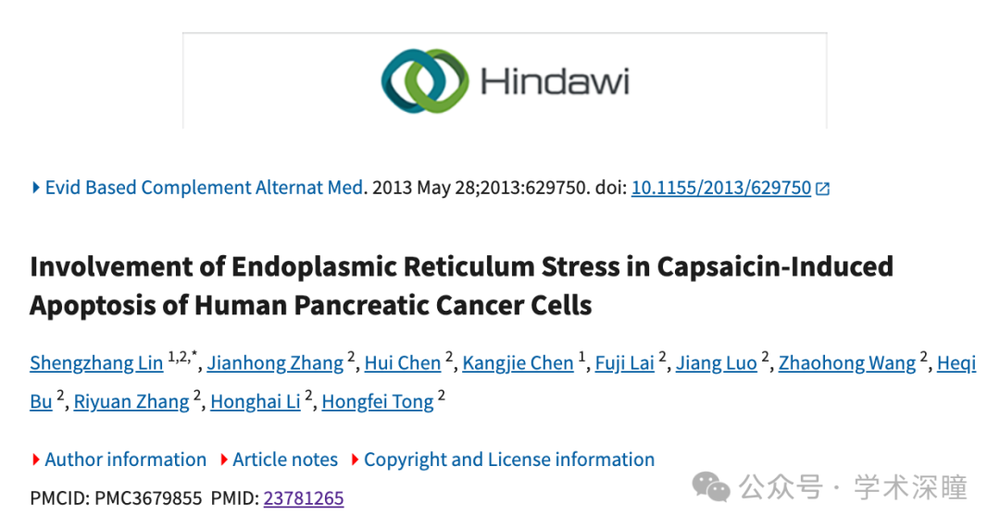 Hindawi
Evid Based Complement Alternat Med. 2013 May 28;2013:629750. doi: 10.1155/2013/629750
Involvement of Endoplasmic Reticulum Stress in Capsaicin-Induced
Apoptosis of Human Pancreatic Cancer Cells
Shengzhang Lin 1,2,*, Jianhong Zhang 2, Hui Chen 2, Kangjie Chen 1, Fuji Lai 2, Jiang Luo 2, Zhaohong Wang 2, Heqi
Bu 2, Riyuan Zhang 2, Honghai Li 2, Hongfei Tong 2
Author information Article notes Copyright and License information
PMCID: PMC3679855 PMID: 23781265
公众号 · 学术深瞳